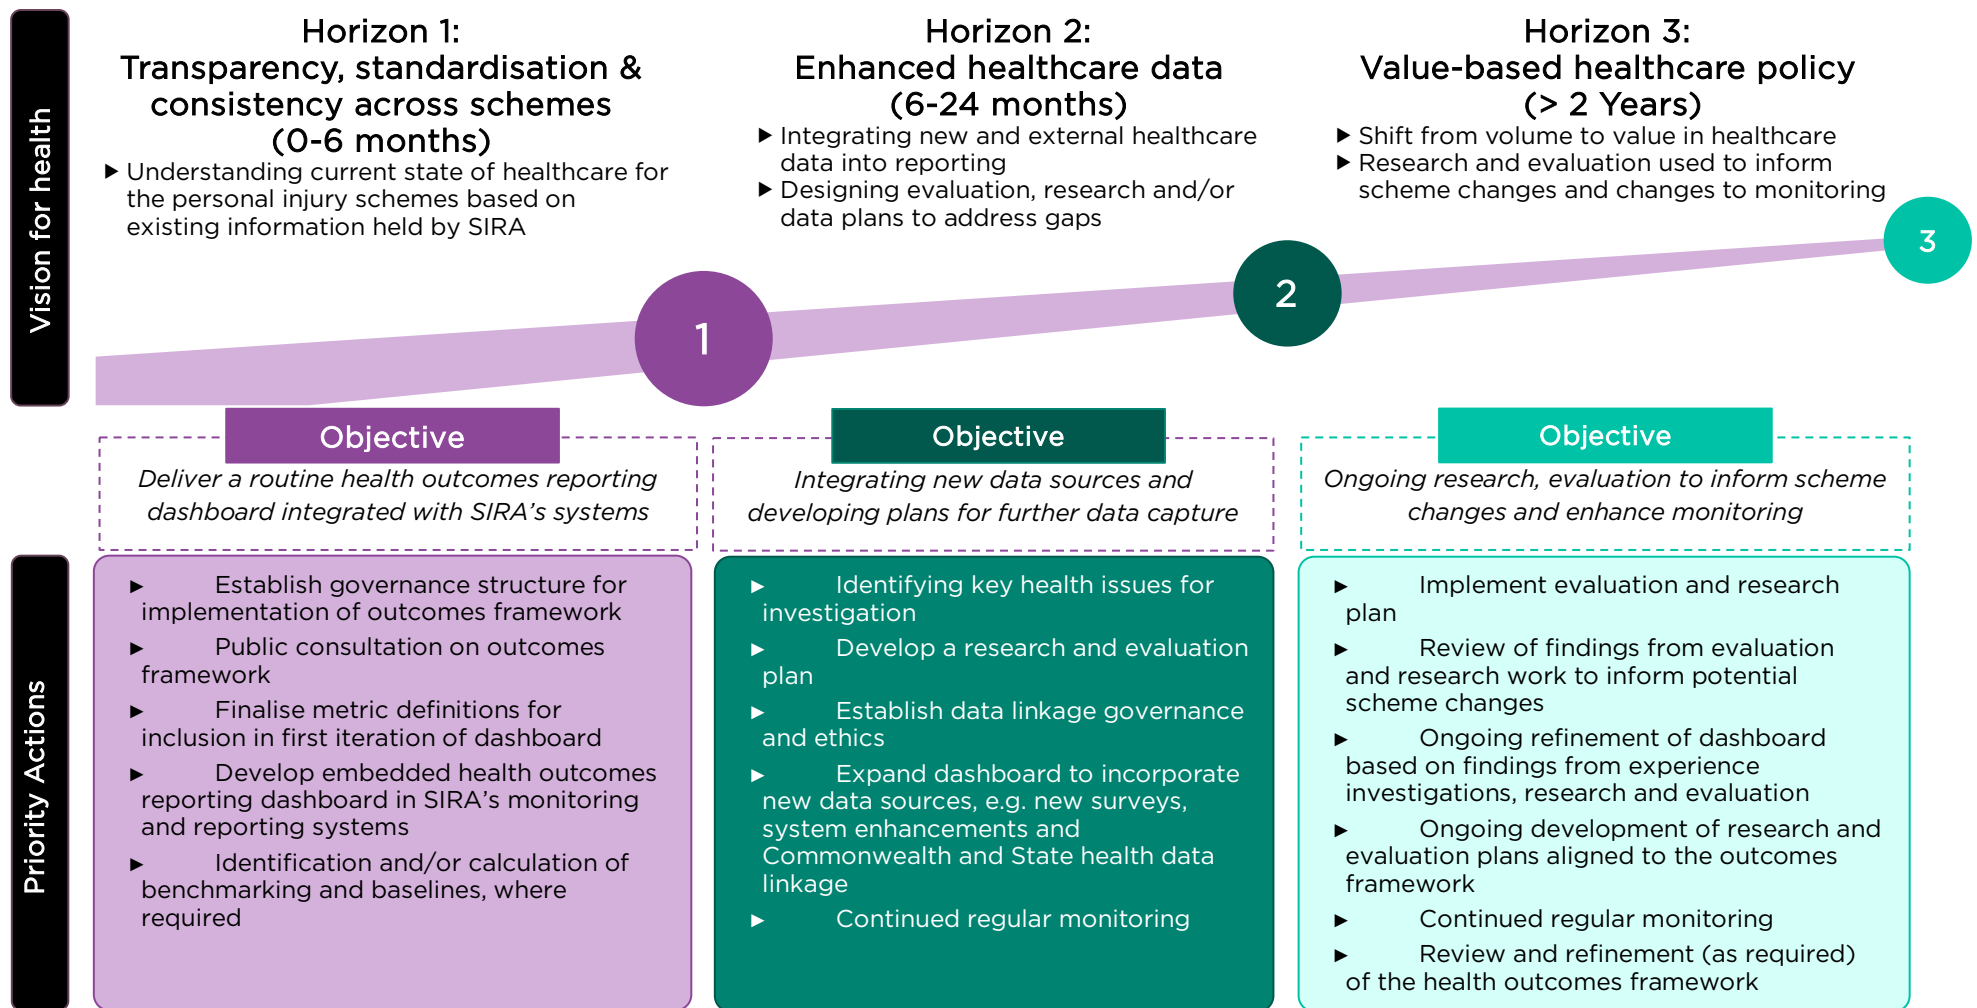 Vision for health
Horizon 1:
Transparency, standardisation &
consistency across schemes
(0-6 months)
► Understanding current state of healthcare for
the personal injury schemes based on
existing information held by SIRA
Horizon 2:
Enhanced healthcare data
(6-24 months)
► Integrating new and external healthcare
data into reporting
► Designing evaluation, research and/or
data plans to address gaps
Horizon 3:
Value-based healthcare policy
(> 2 Years)
► Shift from volume to value in healthcare
► Research and evaluation used to inform
scheme changes and changes to monitoring
1
2
3
Objective
Deliver a routine health outcomes reporting
dashboard integrated with SIRA's systems
Objective
Integrating new data sources and
developing plans for further data capture
Objective
Ongoing research, evaluation to inform scheme
changes and enhance monitoring
Priority Actions
► Establish governance structure for
implementation of outcomes framework
► Public consultation on outcomes
framework
► Finalise metric definitions for
inclusion in first iteration of dashboard
► Develop embedded health outcomes
reporting dashboard in SIRA's monitoring
and reporting systems
► Identification and/or calculation of
benchmarking and baselines, where
required
► Identifying key health issues for
investigation
► Develop a research and evaluation
plan
► Establish data linkage governance
and ethics
► Expand dashboard to incorporate
new data sources, e.g. new surveys,
system enhancements and
Commonwealth and State health data
linkage
► Continued regular monitoring
► Implement evaluation and research
plan
► Review of findings from evaluation
and research work to inform potential
scheme changes
► Ongoing refinement of dashboard
based on findings from experience
investigations, research and evaluation
► Ongoing development of research and
evaluation plans aligned to the outcomes
framework
► Continued regular monitoring
► Review and refinement (as required)
of the health outcomes framework